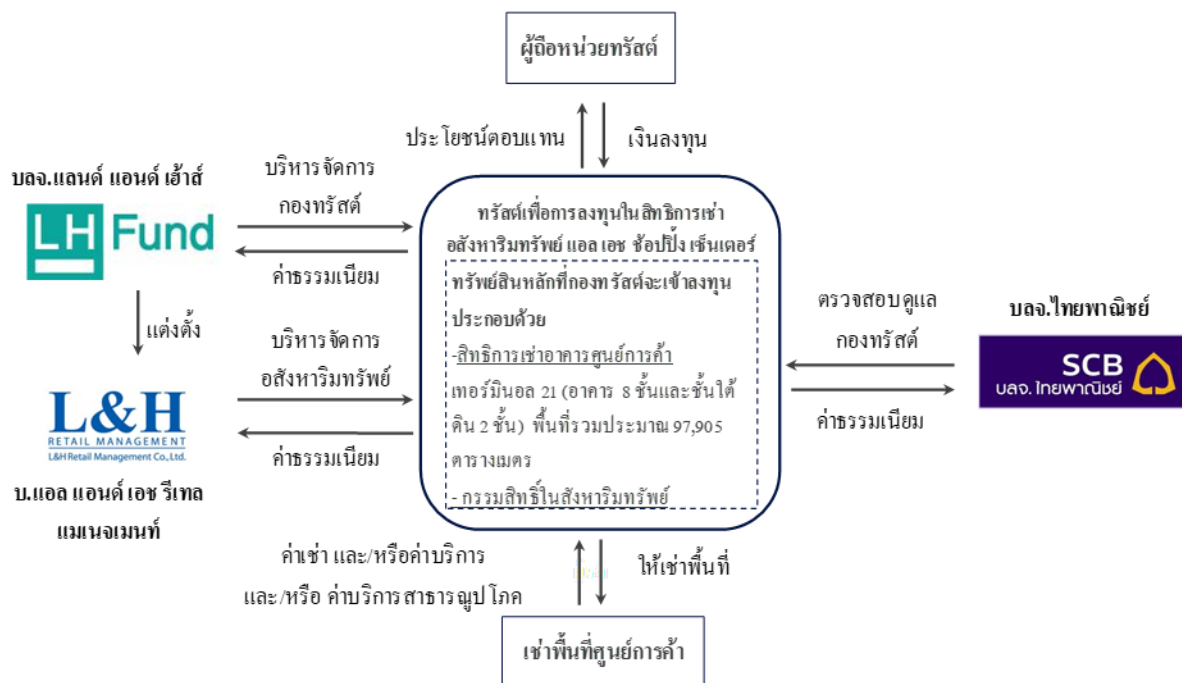 ผู้ถือหน่วยทรัสต์
ประโยชน์ตอบแทน
เงินลงทุน
บลจ.แลนด์ แอนด์ เฮ้าส์
LH Fund
บริหารจัดการ
กองทรัสต์
ค่าธรรมเนียม
แต่งตั้ง
บริหารจัดการ
อสังหาริมทรัพย์
ค่าธรรมเนียม
L&H
RETAIL MANAGEMENT
L&H Retail Management Co.,Ltd.
บ.แอล แอนด์ เอช รีเทล
แมเนจเมนท์
ทรัสต์เพื่อการลงทุนในสิทธิการเช่า
อสังหาริมทรัพย์ แอล เอช ช้อปปิ้ง เซ็นเตอร์
ทรัพย์สินหลักที่กองทรัสต์จะเข้าลงทุน
ประกอบด้วย
-สิทธิการเช่าอาคารศูนย์การค้า
เทอร์มินอล 21 (อาคาร 8 ชั้นและชั้นใต้
ดิน 2 ชั้น) พื้นที่รวมประมาณ 97,905
ตารางเมตร
- กรรมสิทธิ์ในสังหาริมทรัพย์
ตรวจสอบดูแล
กองทรัสต์
ค่าธรรมเนียม
บลจ.ไทยพาณิชย์
SCB
บลจ. ไทยพาณิชย์
ค่าเช่า และ/หรือค่าบริการ
และ/หรือ ค่าบริการสาธารณูปโภค
ให้เช่าพื้นที่
เช่าพื้นที่ศูนย์การค้า